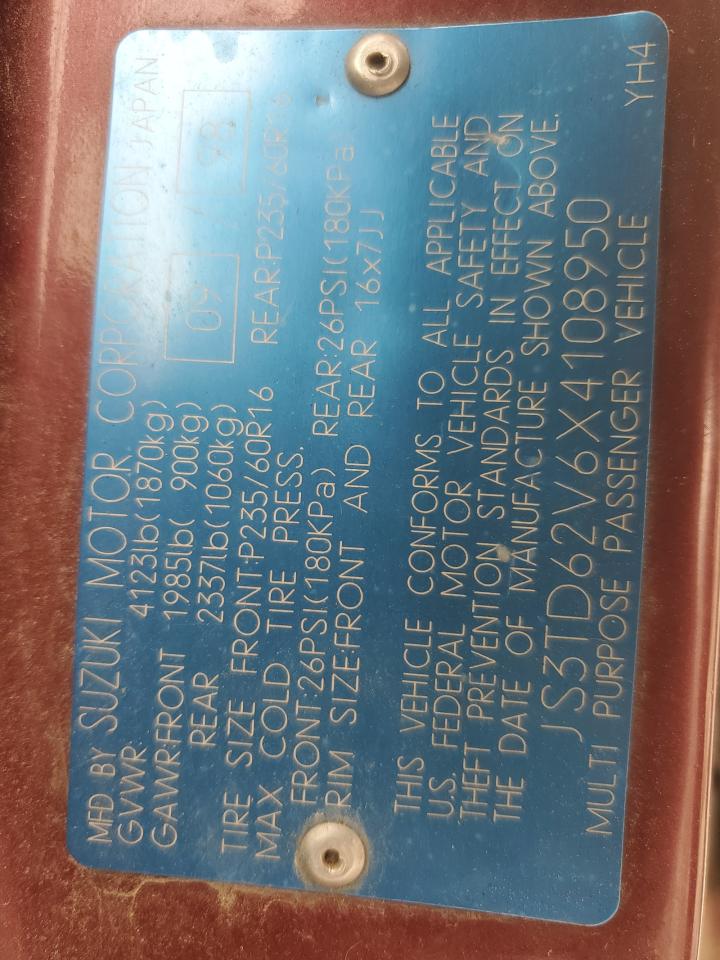 MFD. BY SUZUKI MOTOR CORPORATION JAPAN
GVWR: 4123lb(1870kg)
GAWR:FRONT 1985lb( 900kg) 09 / 98
REAR 2337lb(1060kg)
TIRE SIZE FRONT:P235/60R16 REAR:P235/60R16
MAX COLD TIRE PRESS.
FRONT:26PSI(180KPa) REAR:26PSI(180KPa)
RIM SIZE:FRONT AND REAR 16x7JJ
THIS VEHICLE CONFORMS TO ALL APPLICABLE
U.S. FEDERAL MOTOR VEHICLE SAFETY AND
THEFT PREVENTION STANDARDS IN EFFECT ON
THE DATE OF MANUFACTURE SHOWN ABOVE.
JS3TD62V6X4108950
MULTI PURPOSE PASSENGER VEHICLE YH4